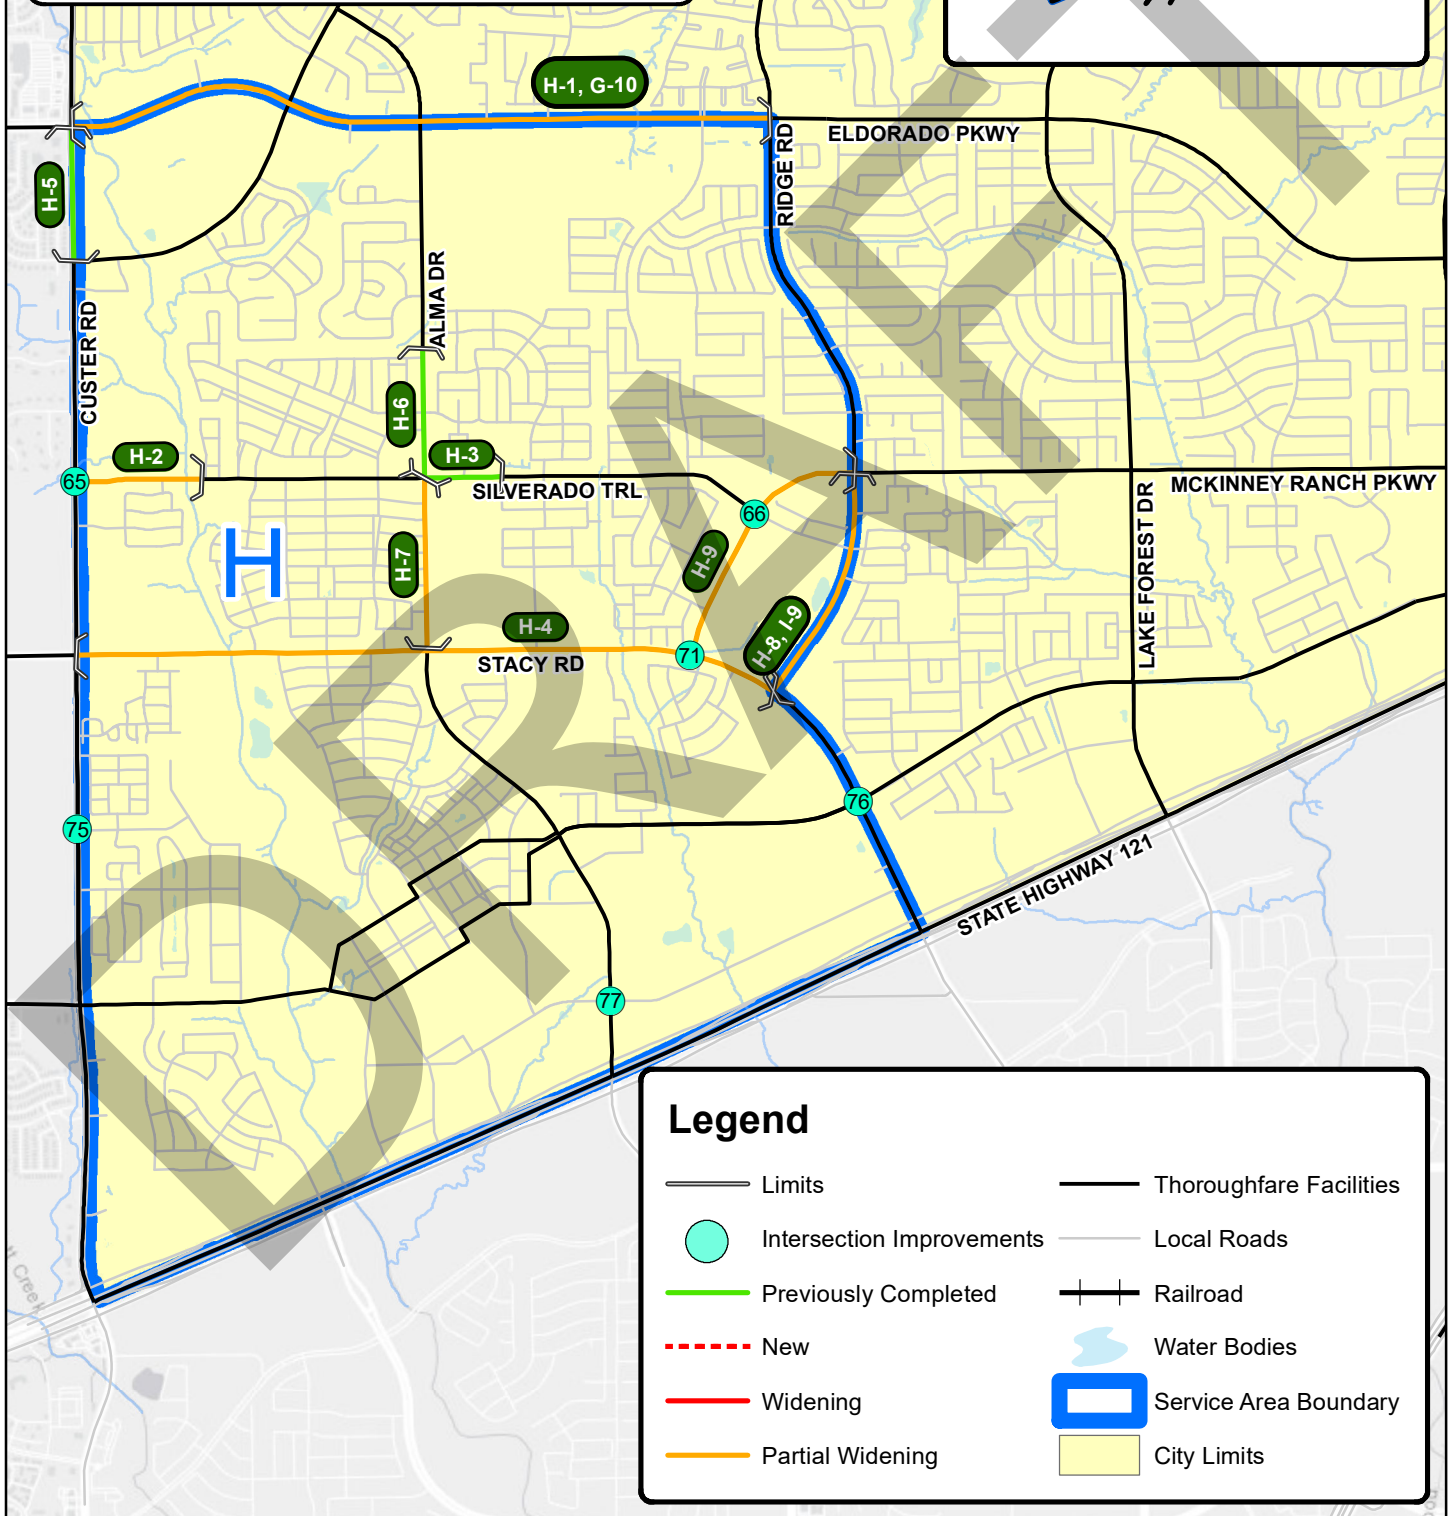 H-1, G-10
ELDORADO PKWY
RIDGE RD
H-5
ALMA DR
CUSTER RD
H-6
H-2
H-3
65
SILVERADO TRL
MCKINNEY RANCH PKWY
66
LAKE FOREST DR
H
H-7
H-9
H-4
H-8, I-9
STACY RD
71
76
75
STATE HIGHWAY 121
77
DRAFT
Legend
Limits
Intersection Improvements
Previously Completed
New
Widening
Partial Widening
Thoroughfare Facilities
Local Roads
Railroad
Water Bodies
Service Area Boundary
City Limits
Creek